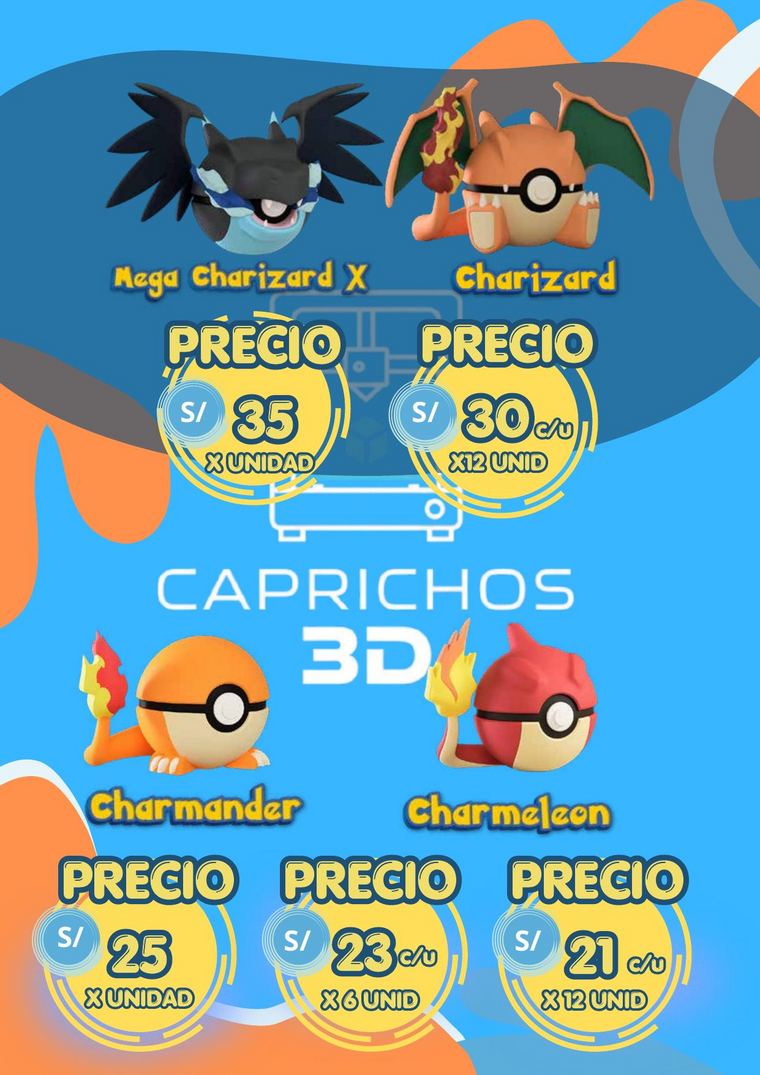 Mega Charizard X
Charizard
PRECIO
S/ 35
X UNIDAD
PRECIO
S/ 30 c/u
X12 UNID
CAPRICHOS
3D
Charmander
Charmeleon
PRECIO
S/ 25
X UNIDAD
PRECIO
S/ 23 c/u
X 6 UNID
PRECIO
S/ 21 c/u
X 12 UNID